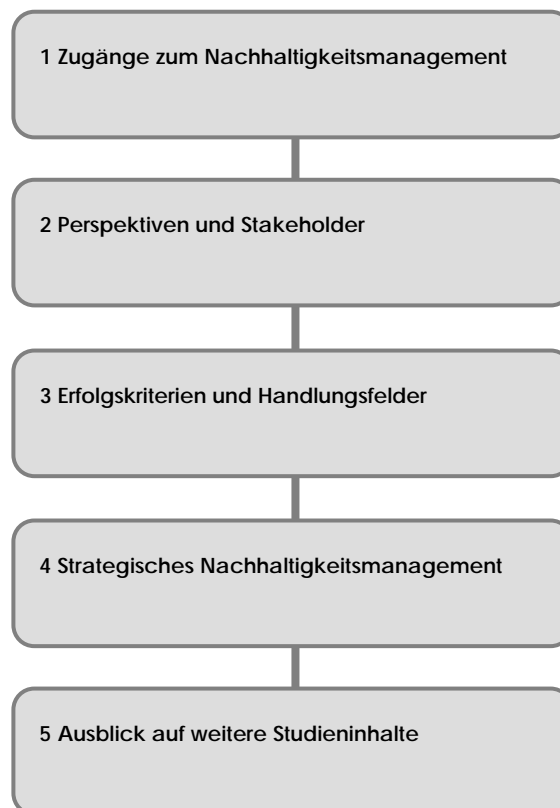 1 Zugänge zum Nachhaltigkeitsmanagement
2 Perspektiven und Stakeholder
3 Erfolgskriterien und Handlungsfelder
4 Strategisches Nachhaltigkeitsmanagement
5 Ausblick auf weitere Studieninhalte